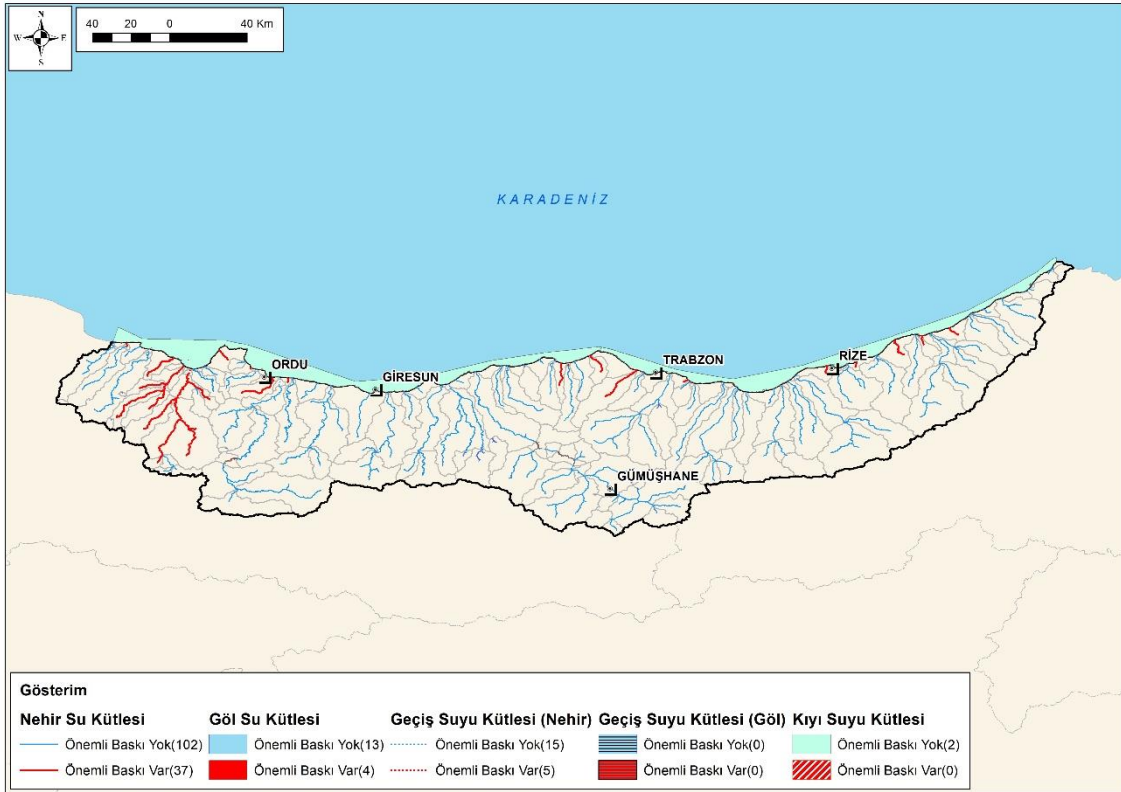 N
W E
S
40 20 0 40 Km
KARADENİZ
ORDU
GİRESUN
TRABZON
RİZE
GÜMÜŞHANE
Gösterim
Nehir Su Kütlesi Göl Su Kütlesi Geçiş Suyu Kütlesi (Nehir) Geçiş Suyu Kütlesi (Göl) Kıyı Suyu Kütlesi
Önemli Baskı Yok(102) Önemli Baskı Yok(13) Önemli Baskı Yok(15) Önemli Baskı Yok(0) Önemli Baskı Yok(2)
Önemli Baskı Var(37) Önemli Baskı Var(4) Önemli Baskı Var(5) Önemli Baskı Var(0) Önemli Baskı Var(0)